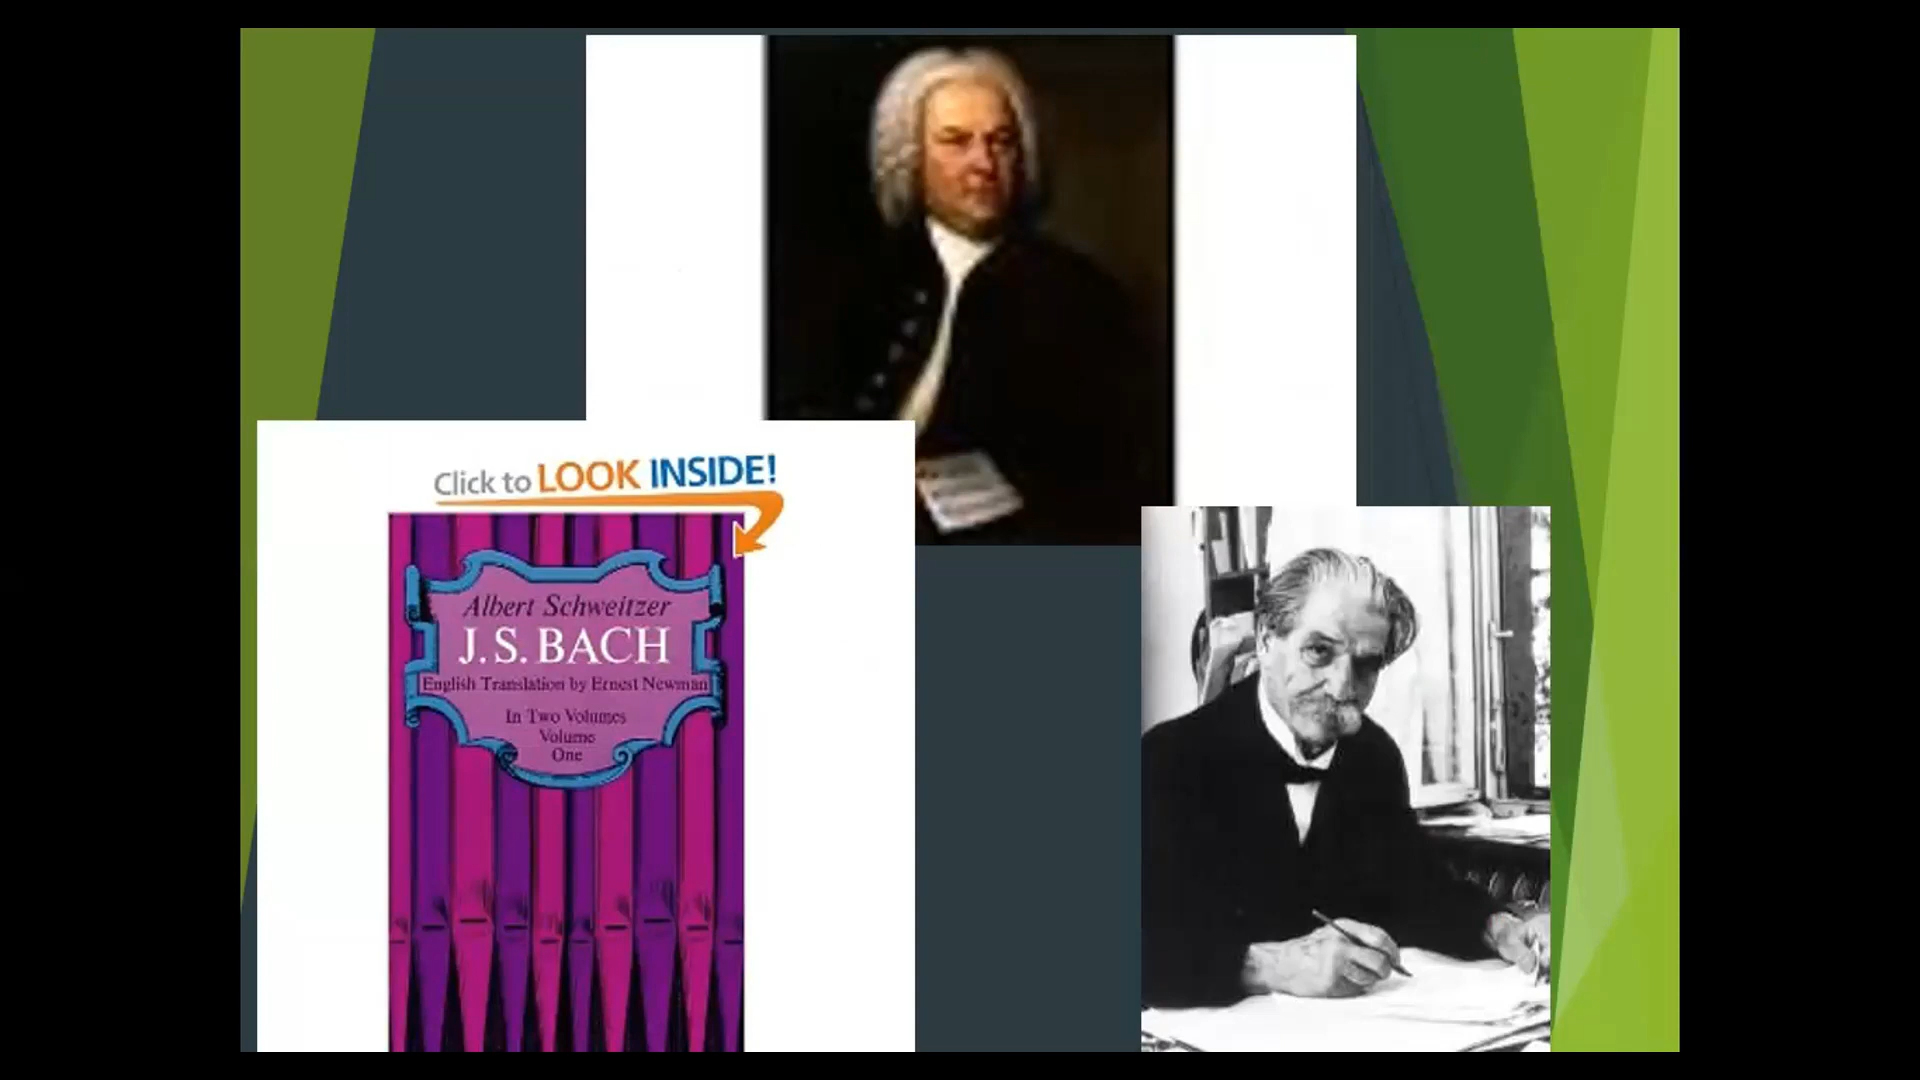 Click to LOOK INSIDE!
Albert Schweitzer
J. S. BACH
English Translation by Ernest Newman
In Two Volumes
Volume
One